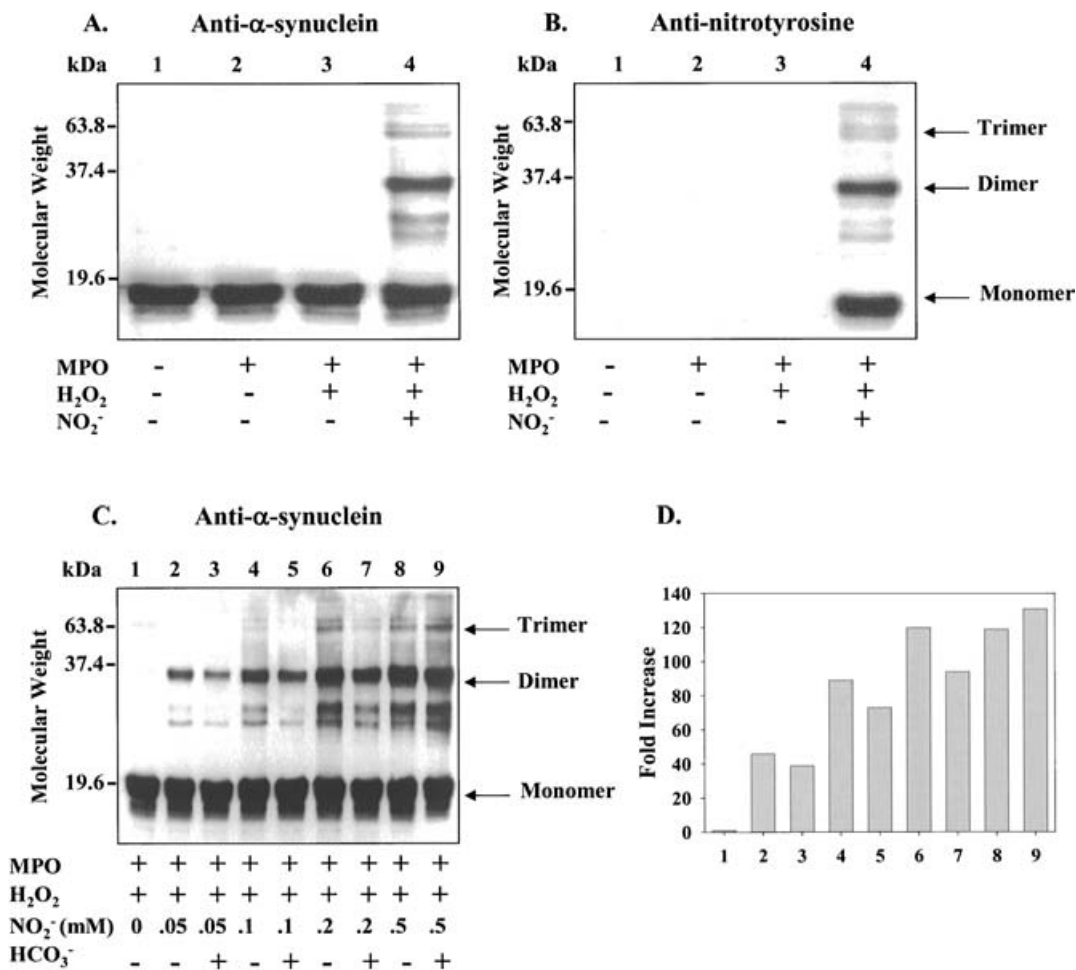 A. Anti-α-synuclein
kDa 1 2 3 4
Molecular Weight
63.8
37.4
19.6
MPO - + + +
H₂O₂ - - + +
NO₂⁻ - - - +
B. Anti-nitrotyrosine
kDa 1 2 3 4
Molecular Weight
63.8
37.4
19.6
Trimer
Dimer
Monomer
MPO - + + +
H₂O₂ - - + +
NO₂⁻ - - - +
C. Anti-α-synuclein
kDa 1 2 3 4 5 6 7 8 9
Molecular Weight
63.8
37.4
19.6
Trimer
Dimer
Monomer
MPO + + + + + + + + +
H₂O₂ + + + + + + + + +
NO₂⁻ (mM) 0 .05 .05 .1 .1 .2 .2 .5 .5
HCO₃⁻ - - + - + - + - +
D.
Fold Increase
140
120
100
80
60
40
20
0
1 2 3 4 5 6 7 8 9